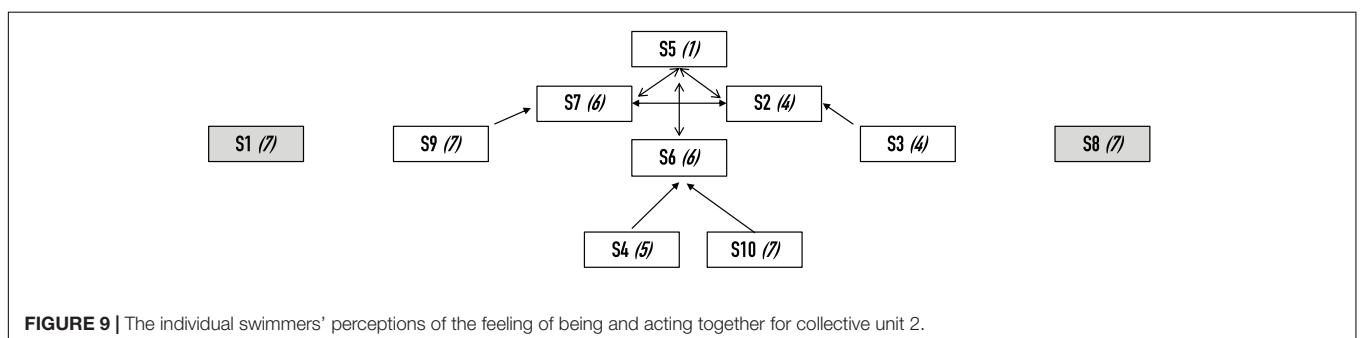 S5 (1)
S7 (6) S2 (4)
S1 (7) S9 (7) S6 (6) S3 (4) S8 (7)
S4 (5) S10 (7)
FIGURE 9 | The individual swimmers' perceptions of the feeling of being and acting together for collective unit 2.